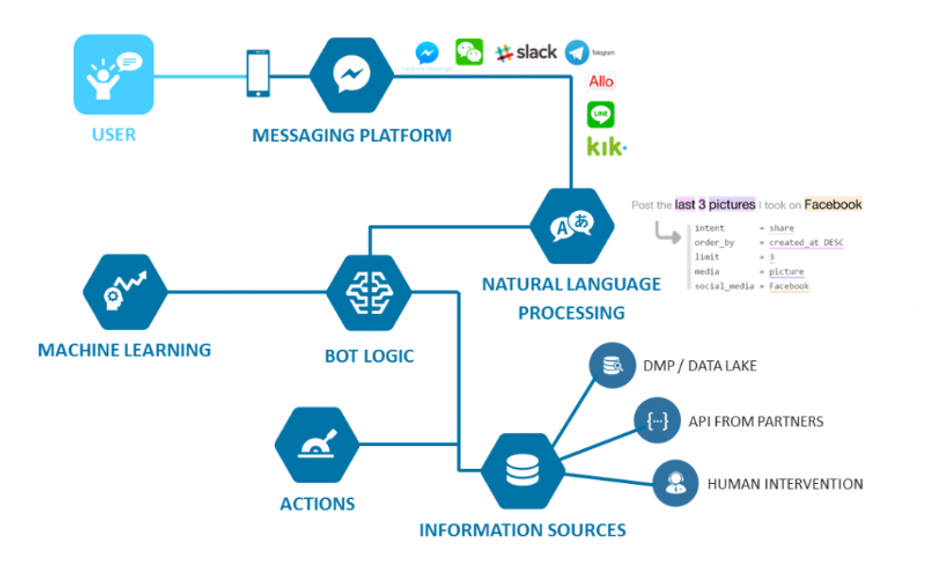 slack
Telegram
Allo
LINE
kik
USER
MESSAGING PLATFORM
A あ
Post the last 3 pictures I took on Facebook
intent = share
order_by = created_at DESC
limit = 3
media = picture
social_media = Facebook
NATURAL LANGUAGE
PROCESSING
MACHINE LEARNING
BOT LOGIC
DMP / DATA LAKE
{...} API FROM PARTNERS
HUMAN INTERVENTION
ACTIONS
INFORMATION SOURCES